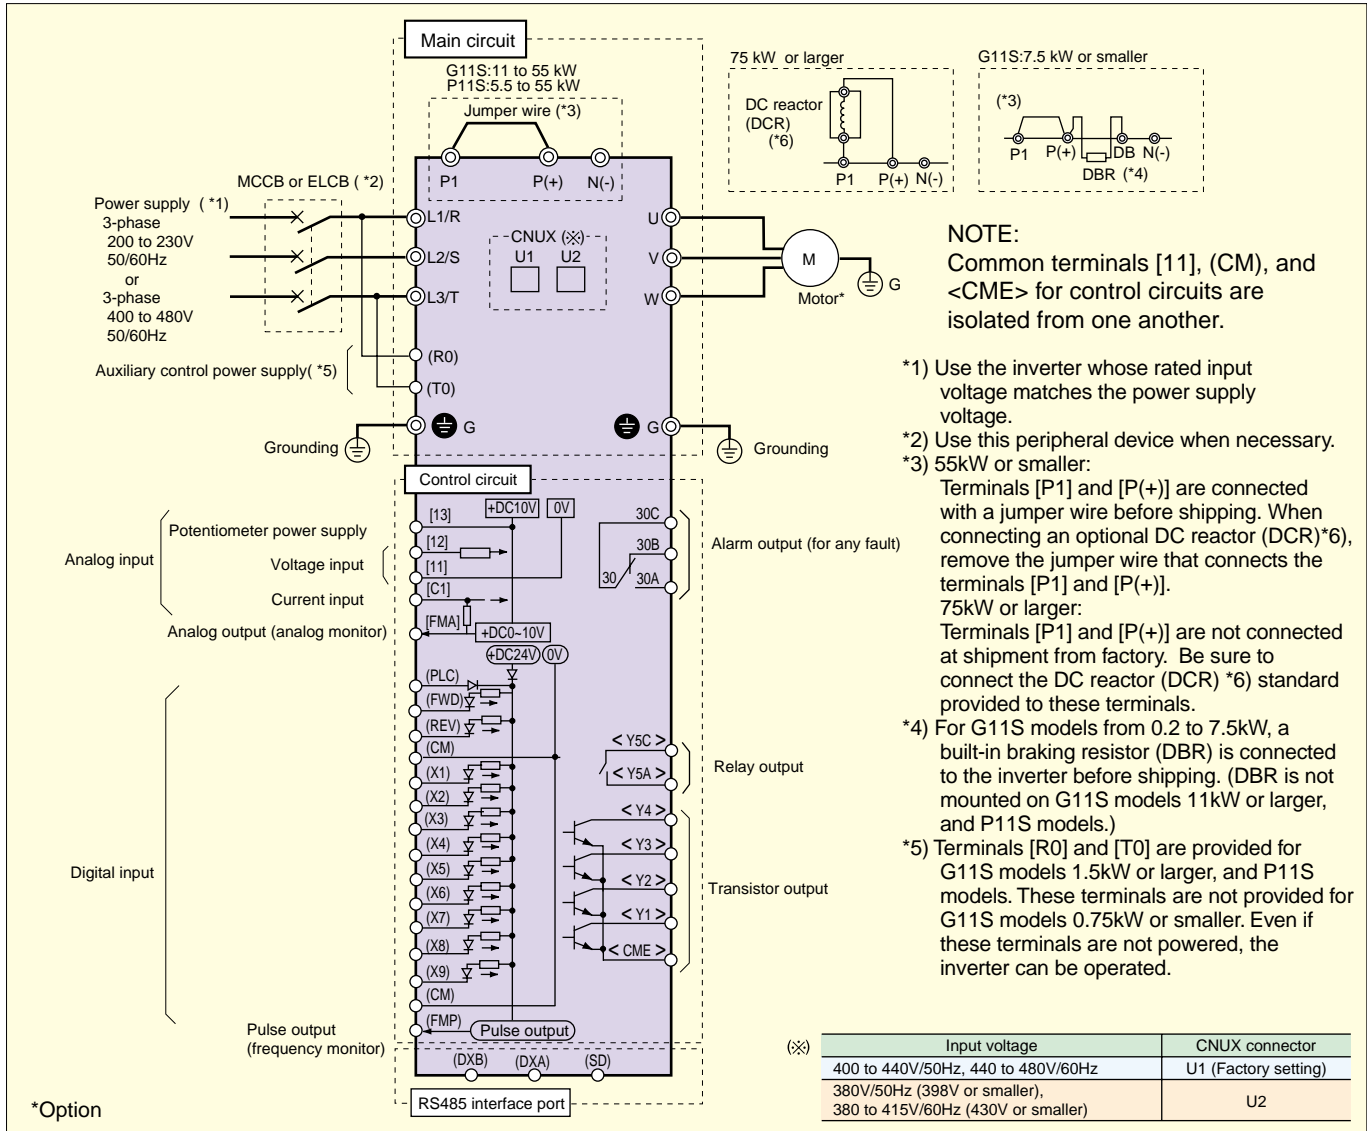 Main circuit
G11S:11 to 55 kW
P11S:5.5 to 55 kW
Jumper wire (*3)
P1
P(+)
N(-)
75 kW or larger
DC reactor
(DCR)
(*6)
P1
P(+)
N(-)
G11S:7.5 kW or smaller
(*3)
P1
P(+)
DB
N(-)
DBR (*4)
MCCB or ELCB ( *2)
Power supply ( *1)
3-phase
200 to 230V
50/60Hz
or
3-phase
400 to 480V
50/60Hz
L1/R
L2/S
L3/T
CNUX (※)
U1
U2
U
V
W
M
Motor*
G
Auxiliary control power supply( *5)
(R0)
(T0)
G
G
Grounding
Grounding
NOTE:
Common terminals [11], (CM), and
<CME> for control circuits are
isolated from one another.
*1) Use the inverter whose rated input
voltage matches the power supply
voltage.
*2) Use this peripheral device when necessary.
*3) 55kW or smaller:
Terminals [P1] and [P(+)] are connected
with a jumper wire before shipping. When
connecting an optional DC reactor (DCR)*6),
remove the jumper wire that connects the
terminals [P1] and [P(+)].
75kW or larger:
Terminals [P1] and [P(+)] are not connected
at shipment from factory. Be sure to
connect the DC reactor (DCR) *6) standard
provided to these terminals.
*4) For G11S models from 0.2 to 7.5kW, a
built-in braking resistor (DBR) is connected
to the inverter before shipping. (DBR is not
mounted on G11S models 11kW or larger,
and P11S models.)
*5) Terminals [R0] and [T0] are provided for
G11S models 1.5kW or larger, and P11S
models. These terminals are not provided for
G11S models 0.75kW or smaller. Even if
these terminals are not powered, the
inverter can be operated.
Control circuit
Analog input
Potentiometer power supply
Voltage input
Current input
Analog output (analog monitor)
[13]
[12]
[11]
[C1]
[FMA]
+DC10V
0V
+DC0~10V
+DC24V
0V
30C
30B
30
30A
Alarm output (for any fault)
Digital input
(PLC)
(FWD)
(REV)
(CM)
(X1)
(X2)
(X3)
(X4)
(X5)
(X6)
(X7)
(X8)
(X9)
(CM)
(FMP)
Pulse output
Pulse output
(frequency monitor)
< Y5C >
< Y5A >
Relay output
< Y4 >
< Y3 >
< Y2 >
< Y1 >
< CME >
Transistor output
(DXB)
(DXA)
(SD)
RS485 interface port
*Option
(※)
Input voltage
CNUX connector
400 to 440V/50Hz, 440 to 480V/60Hz
U1 (Factory setting)
380V/50Hz (398V or smaller),
380 to 415V/60Hz (430V or smaller)
U2